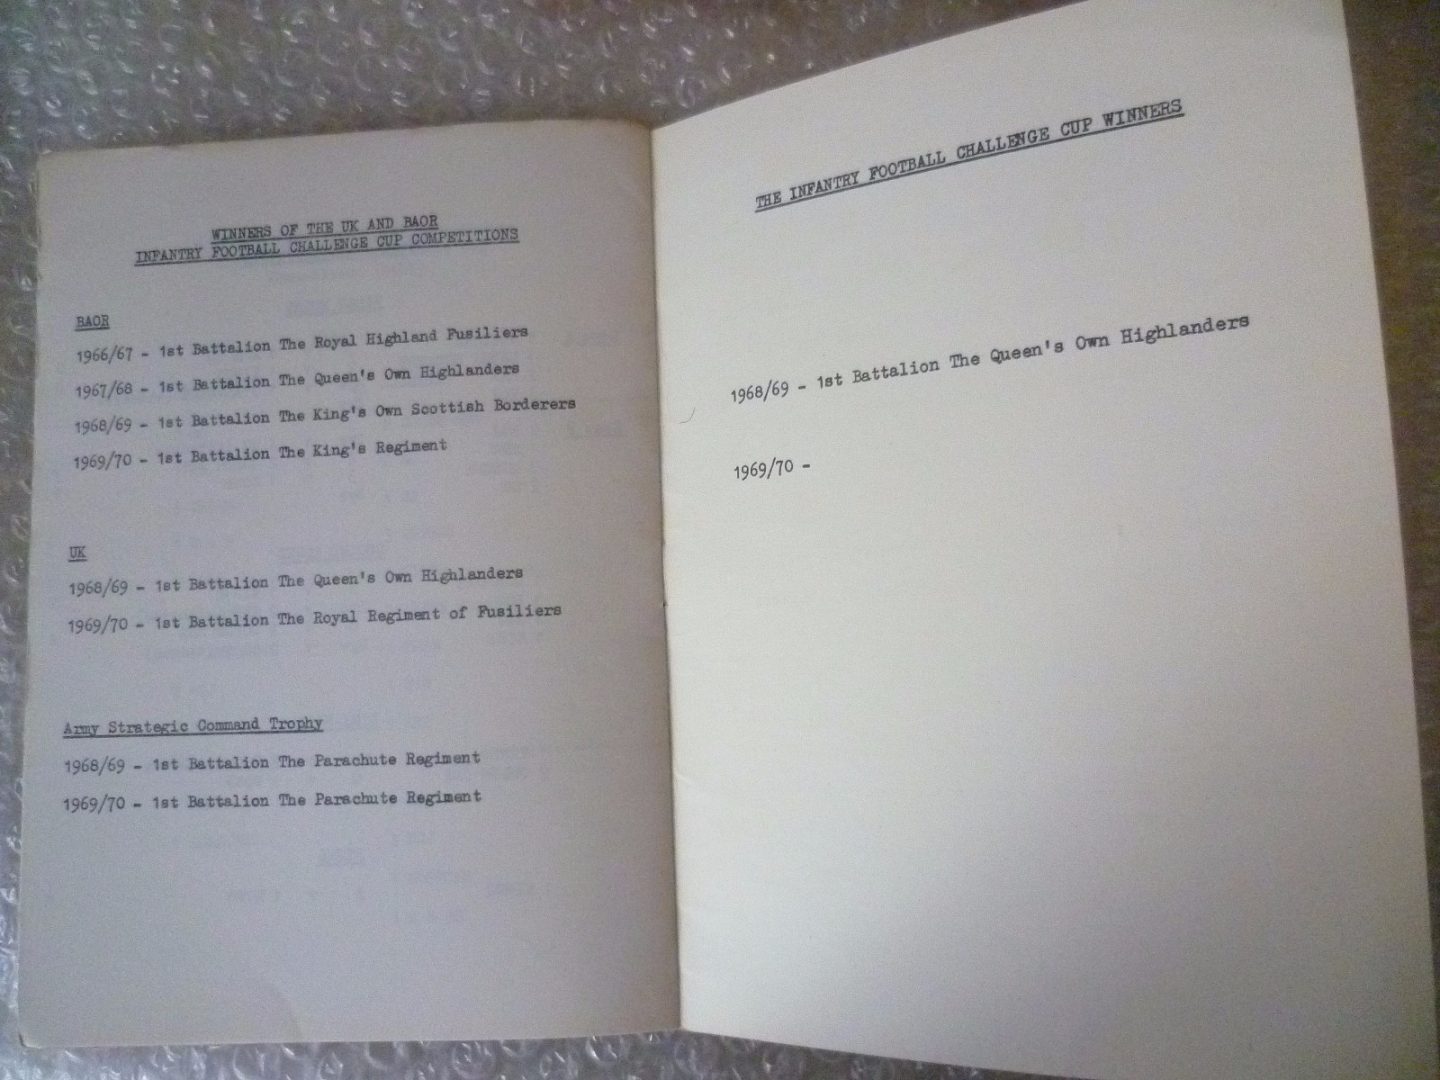 WINNERS OF THE UK AND BAOR
INFANTRY FOOTBALL CHALLENGE CUP COMPETITIONS
BAOR
1966/67 - 1st Battalion The Royal Highland Fusiliers
1967/68 - 1st Battalion The Queen's Own Highlanders
1968/69 - 1st Battalion The King's Own Scottish Borderers
1969/70 - 1st Battalion The King's Regiment
UK
1968/69 - 1st Battalion The Queen's Own Highlanders
1969/70 - 1st Battalion The Royal Regiment of Fusiliers
Army Strategic Command Trophy
1968/69 - 1st Battalion The Parachute Regiment
1969/70 - 1st Battalion The Parachute Regiment
THE INFANTRY FOOTBALL CHALLENGE CUP WINNERS
1968/69 - 1st Battalion The Queen's Own Highlanders
1969/70 -